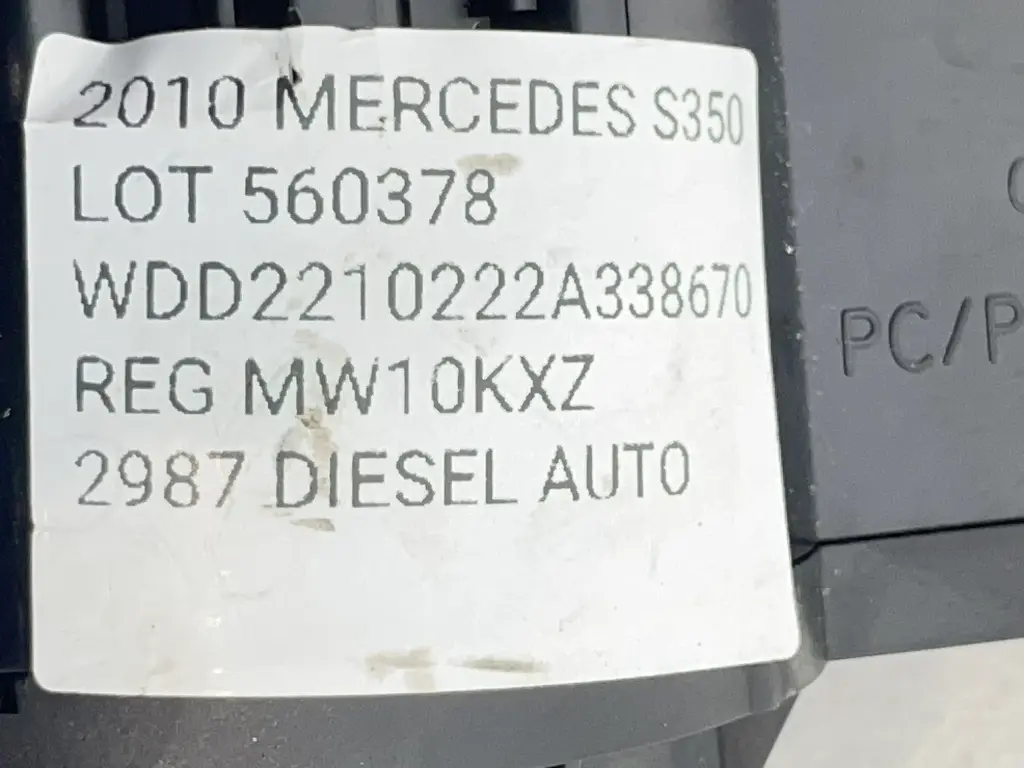 2010 MERCEDES S350
LOT 560378
WDD2210222A338670
REG MW10KXZ
2987 DIESEL AUTO
PC/P